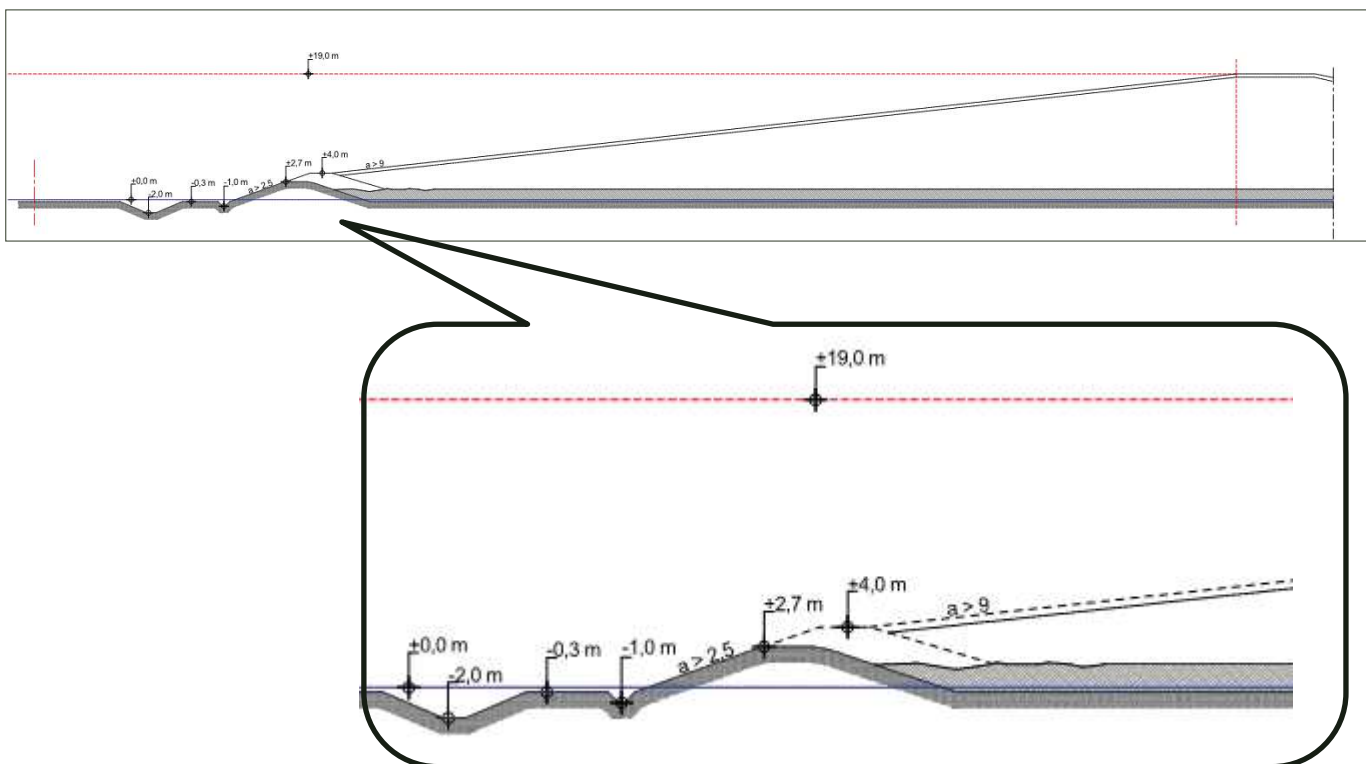 ±19,0 m
±4,0 m
±2,7 m
a > 9
a > 2,5
±0,0 m
-2,0 m
-0,3 m
-1,0 m
±19,0 m
±4,0 m
±2,7 m
a > 9
a > 2,5
±0,0 m
-2,0 m
-0,3 m
-1,0 m